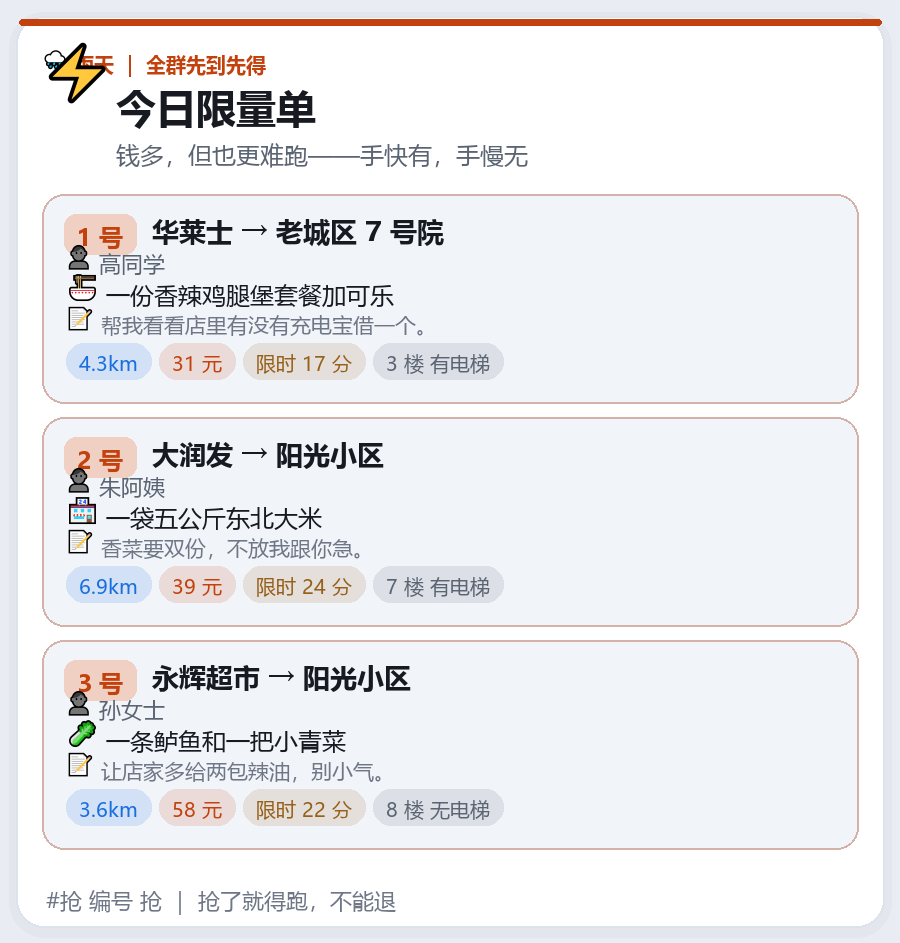 天 | 全群先到先得
今日限量单
钱多，但也更难跑——手快有，手慢无
1 号 华莱士 → 老城区 7 号院
高同学
一份香辣鸡腿堡套餐加可乐
帮我看看店里有没有充电宝借一个。
4.3km 31 元 限时 17 分 3 楼 有电梯
2 号 大润发 → 阳光小区
朱阿姨
一袋五公斤东北大米
香菜要双份，不放我跟你急。
6.9km 39 元 限时 24 分 7 楼 有电梯
3 号 永辉超市 → 阳光小区
孙女士
一条鲈鱼和一把小青菜
让店家多给两包辣油，别小气。
3.6km 58 元 限时 22 分 8 楼 无电梯
#抢 编号 抢 | 抢了就得跑，不能退